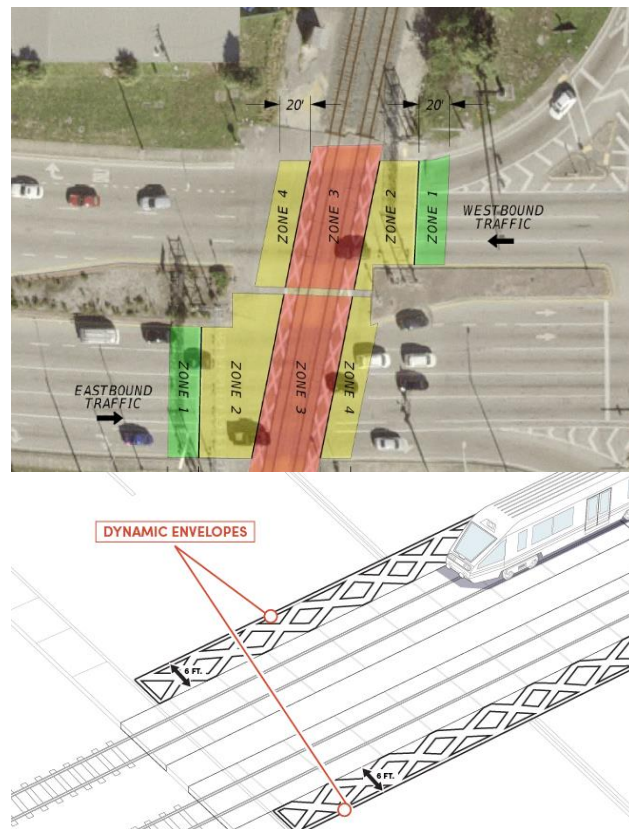 20'
20'
ZONE 4
ZONE 3
ZONE 2
ZONE 1
WESTBOUND
TRAFFIC
EASTBOUND
TRAFFIC
ZONE 1
ZONE 2
ZONE 3
ZONE 4
DYNAMIC ENVELOPES
6 FT.
6 FT.